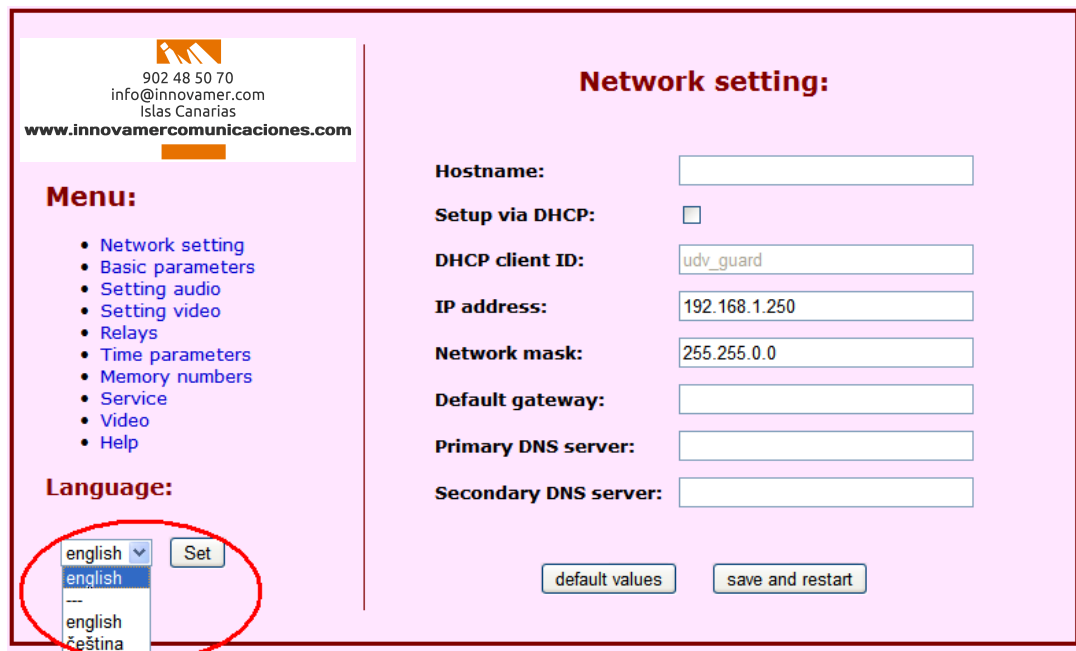 902 48 50 70
info@innovamer.com
Islas Canarias
www.innovamercomunicaciones.com
Menu:
Network setting
Basic parameters
Setting audio
Setting video
Relays
Time parameters
Memory numbers
Service
Video
Help
Language:
english Set
english
---
english
čeština
Network setting:
Hostname:
Setup via DHCP:
DHCP client ID: udv_guard
IP address: 192.168.1.250
Network mask: 255.255.0.0
Default gateway:
Primary DNS server:
Secondary DNS server:
default values save and restart